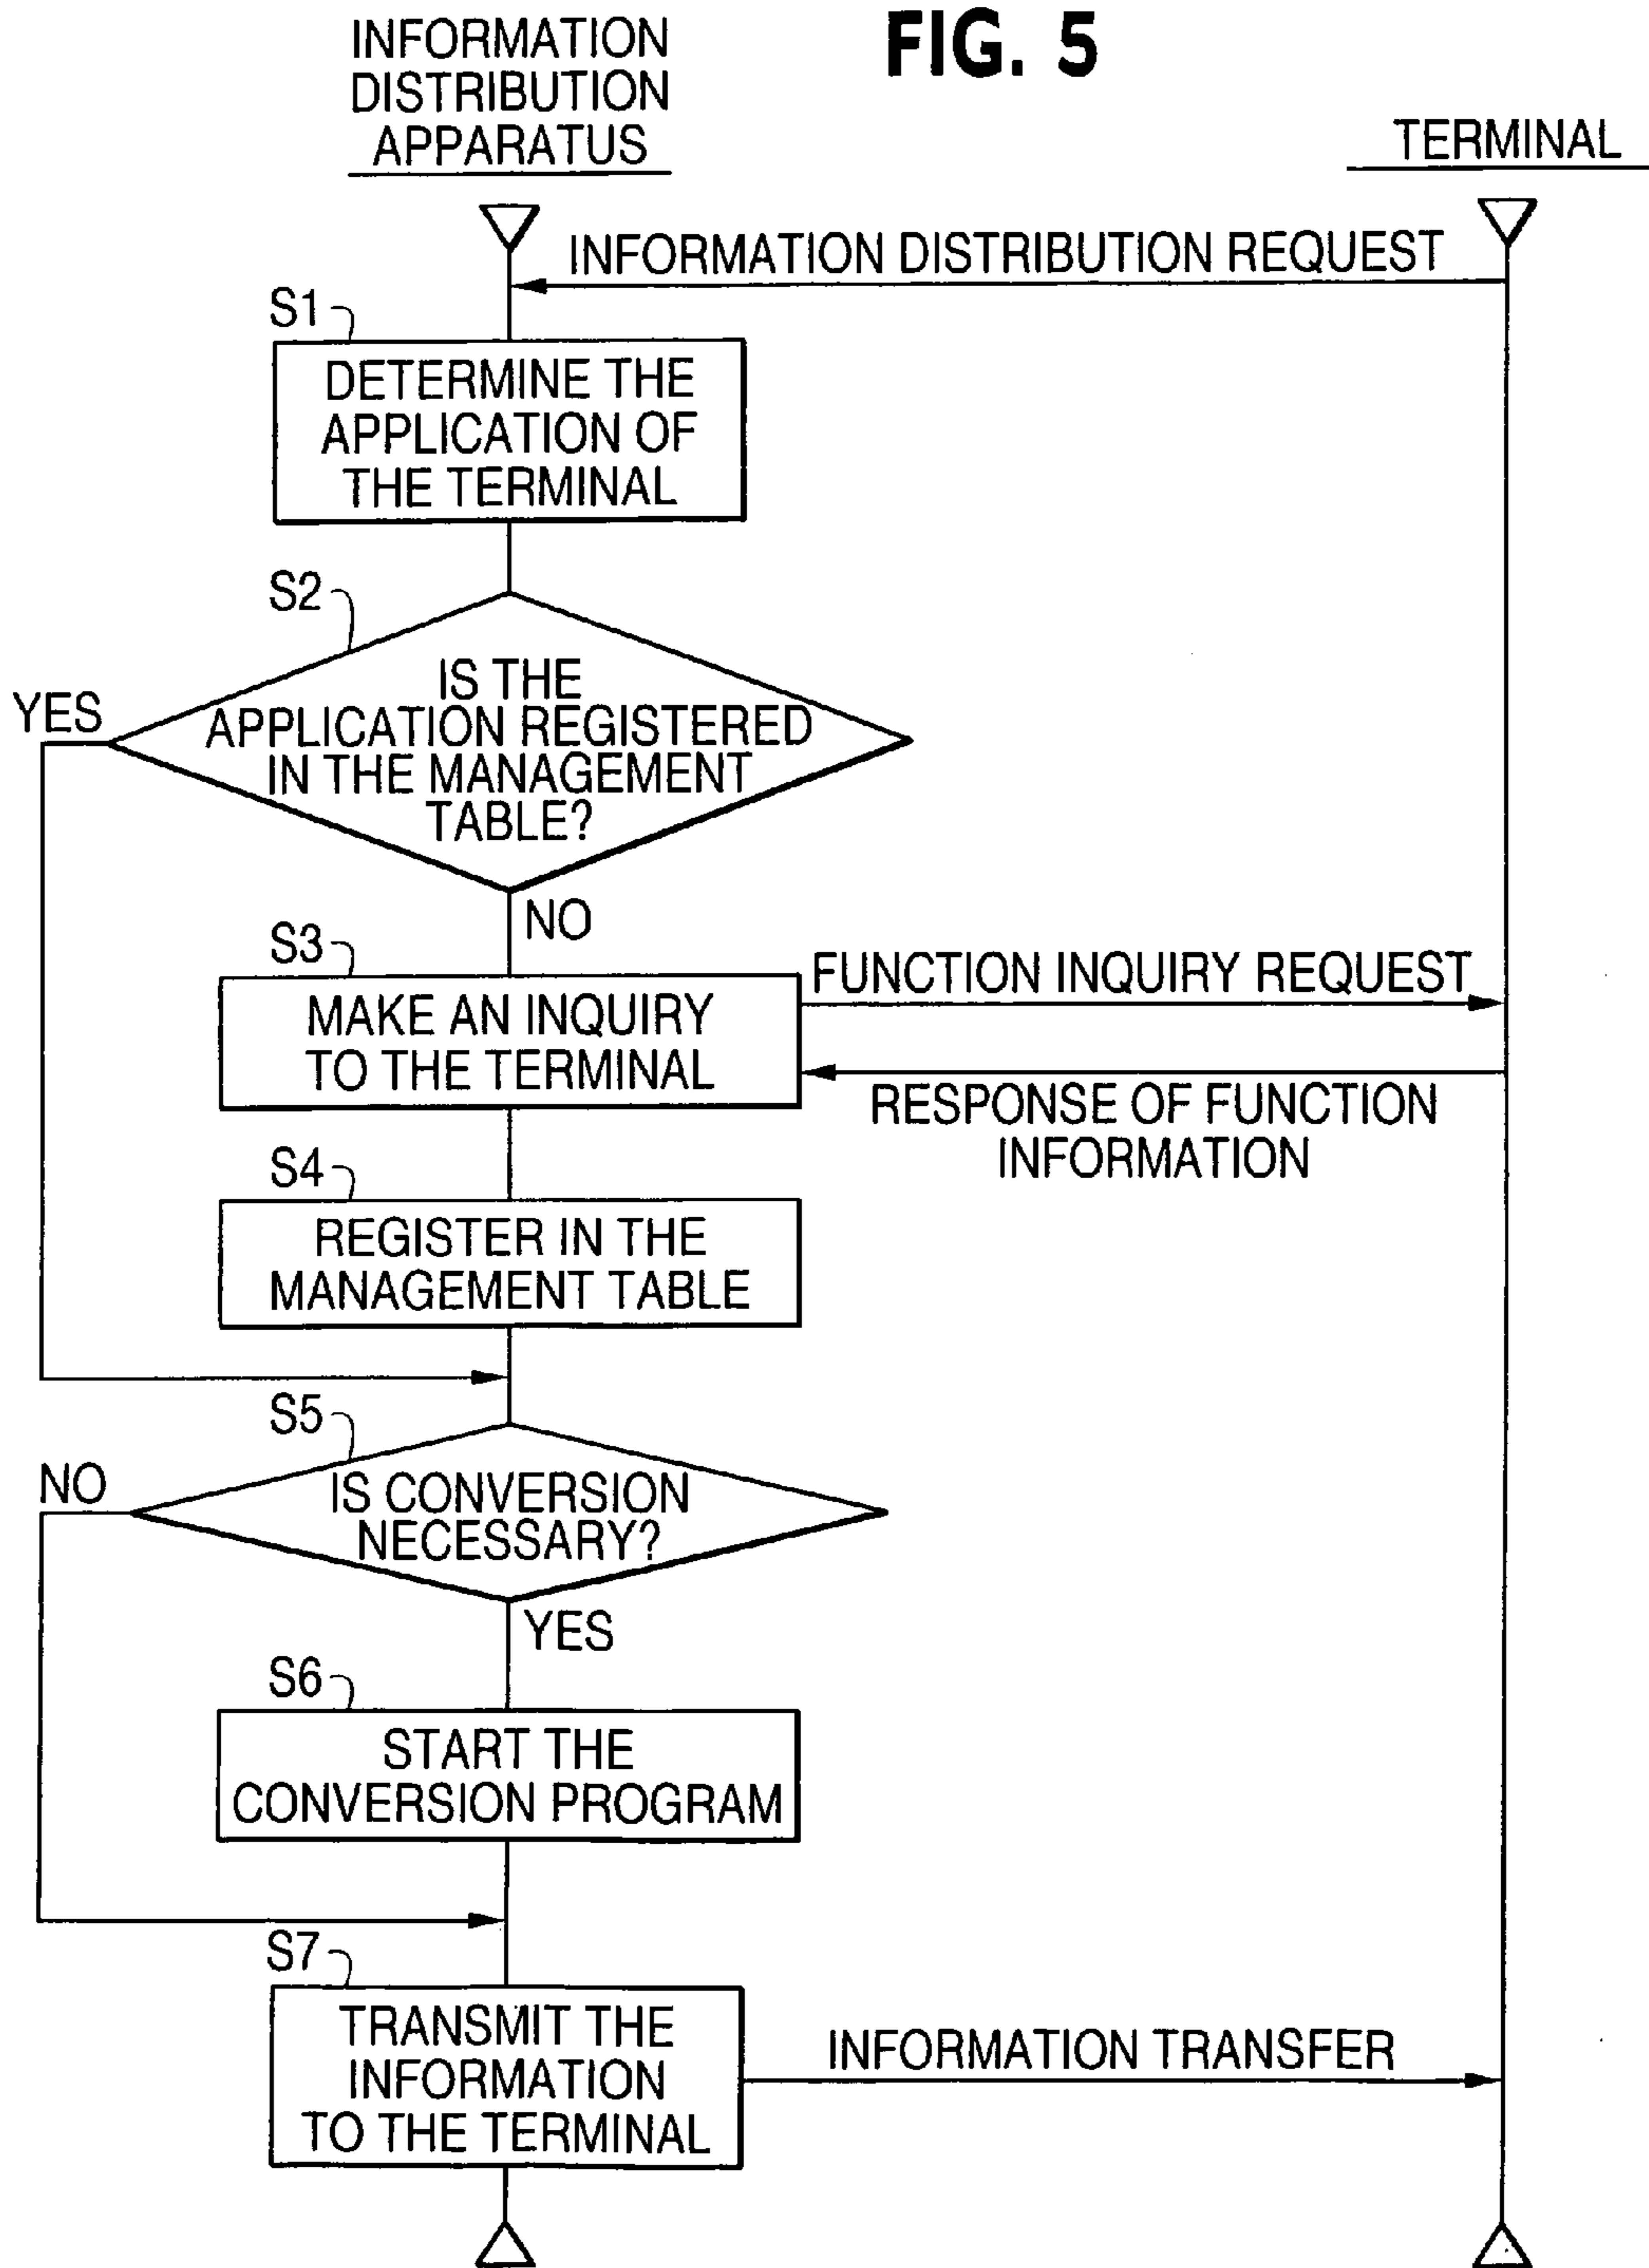 FIG. 5
INFORMATION
DISTRIBUTION
APPARATUS
TERMINAL
INFORMATION DISTRIBUTION REQUEST
S1
DETERMINE THE
APPLICATION OF
THE TERMINAL
S2
IS THE
APPLICATION REGISTERED
IN THE MANAGEMENT
TABLE?
YES
NO
S3
MAKE AN INQUIRY
TO THE TERMINAL
FUNCTION INQUIRY REQUEST
RESPONSE OF FUNCTION
INFORMATION
S4
REGISTER IN THE
MANAGEMENT TABLE
S5
IS CONVERSION
NECESSARY?
NO
YES
S6
START THE
CONVERSION PROGRAM
S7
TRANSMIT THE
INFORMATION
TO THE TERMINAL
INFORMATION TRANSFER